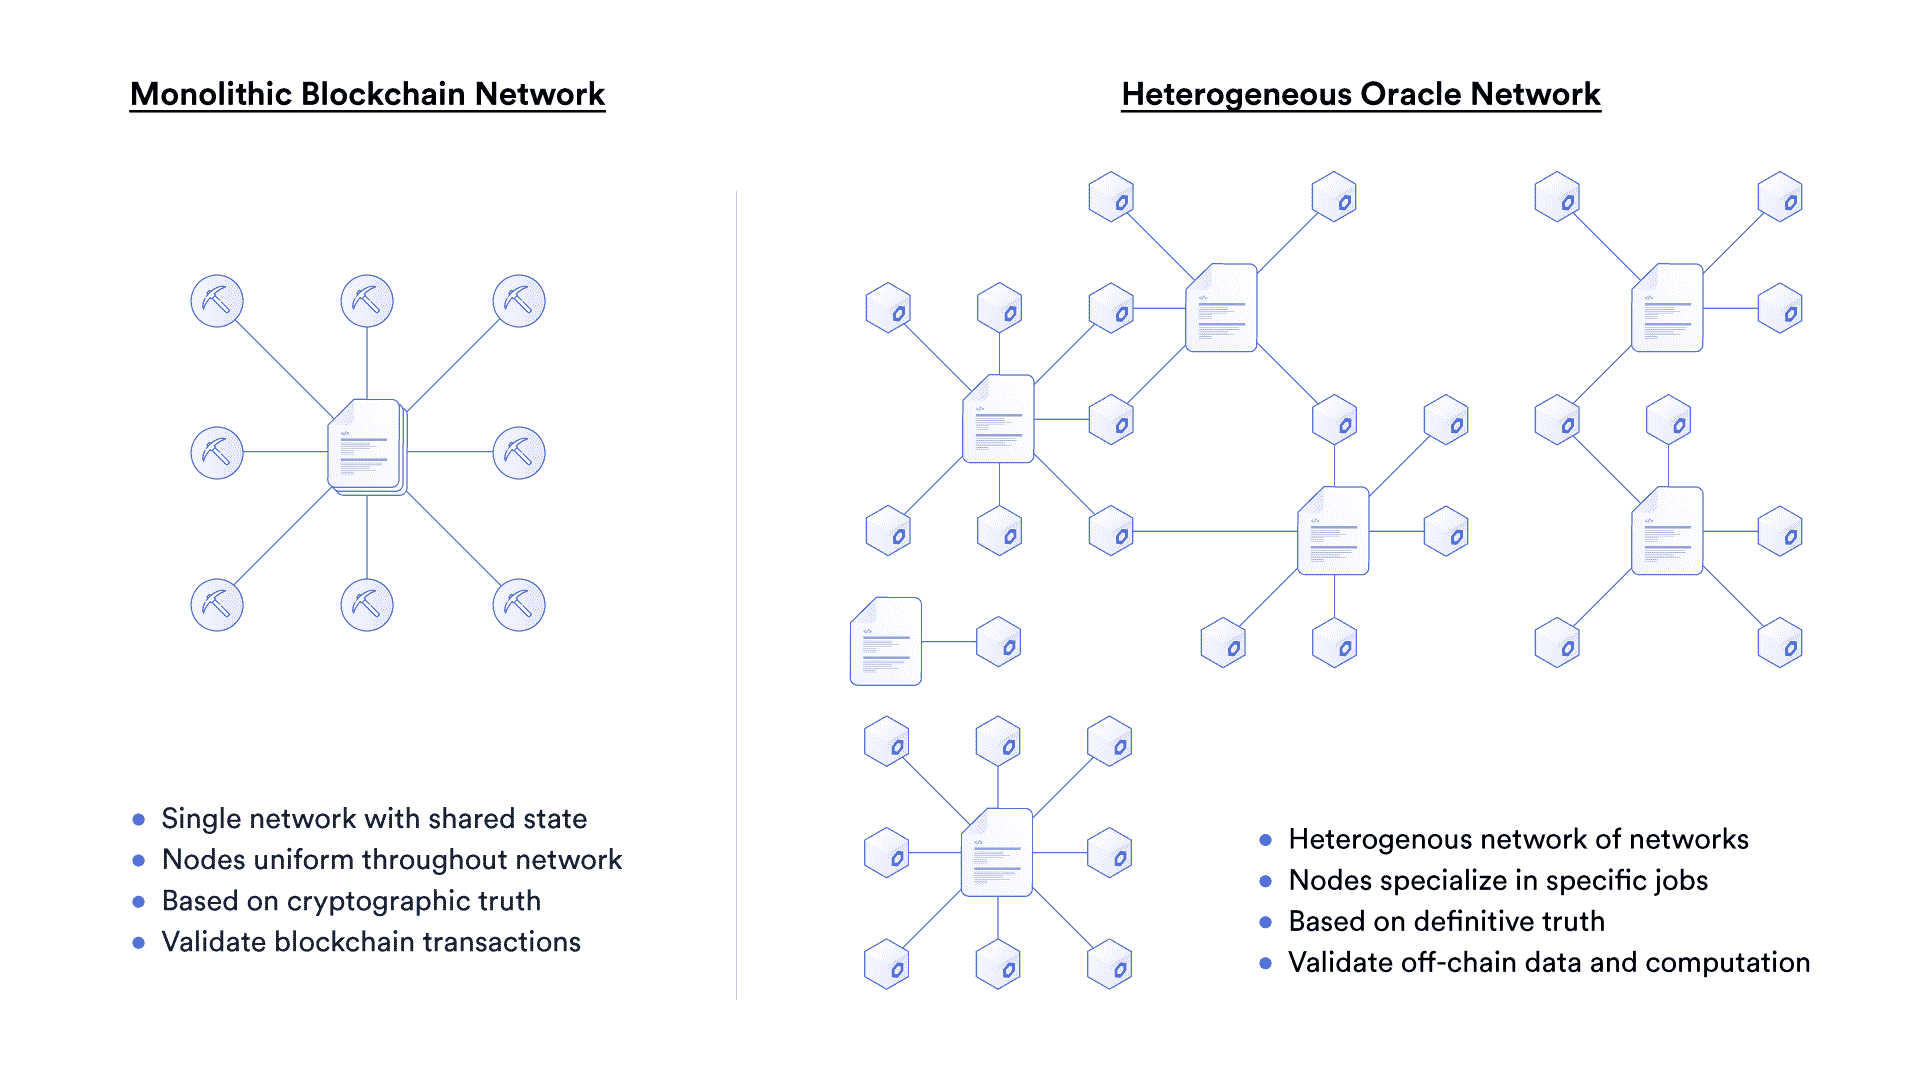 Monolithic Blockchain Network
Heterogeneous Oracle Network
Single network with shared state
Nodes uniform throughout network
Based on cryptographic truth
Validate blockchain transactions
Heterogenous network of networks
Nodes specialize in specific jobs
Based on definitive truth
Validate off-chain data and computation